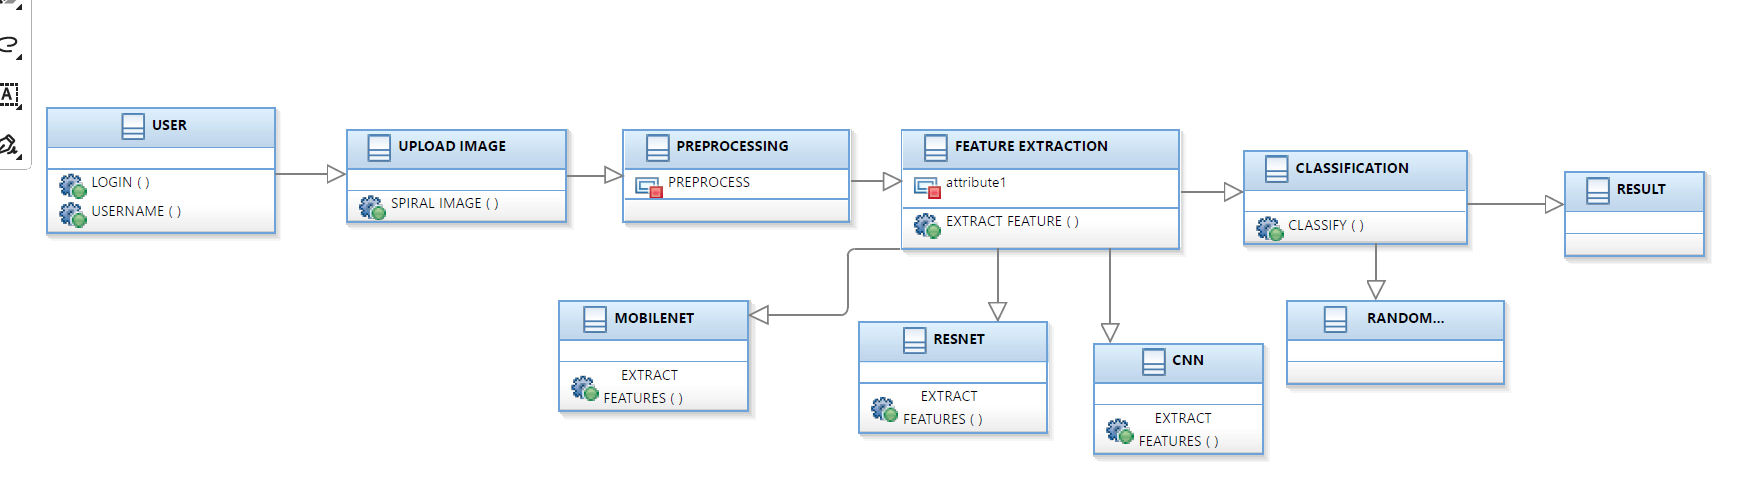 A
USER
LOGIN ( )
USERNAME ( )
UPLOAD IMAGE
SPIRAL IMAGE ( )
PREPROCESSING
PREPROCESS
FEATURE EXTRACTION
attribute1
EXTRACT FEATURE ( )
CLASSIFICATION
CLASSIFY ( )
RESULT
MOBILENET
EXTRACT
FEATURES ( )
RESNET
EXTRACT
FEATURES ( )
CNN
EXTRACT
FEATURES ( )
RANDOM...